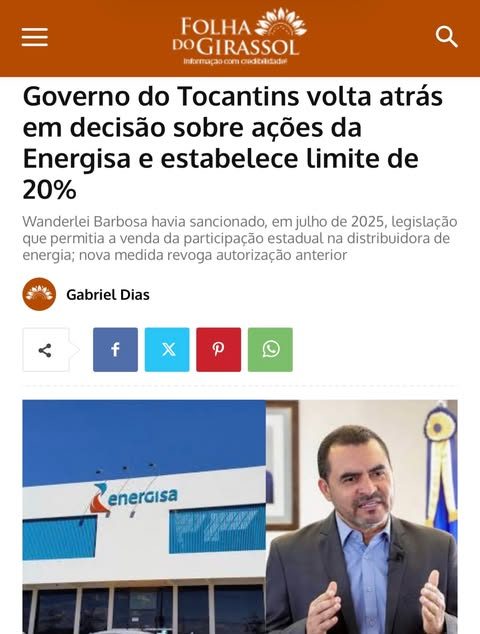 FOLHA
DO GIRASSOL
Informação com credibilidade!
Governo do Tocantins volta atrás
em decisão sobre ações da
Energisa e estabelece limite de
20%
Wanderlei Barbosa havia sancionado, em julho de 2025, legislação
que permitia a venda da participação estadual na distribuidora de
energia; nova medida revoga autorização anterior
Gabriel Dias
energisa